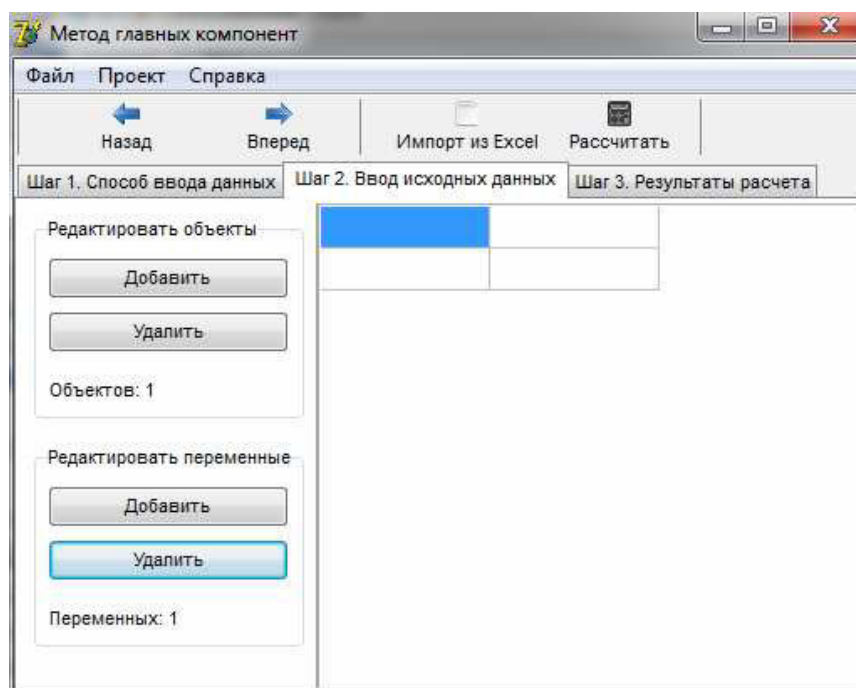 Метод главных компонент
Файл Проект Справка
Назад Вперед Импорт из Excel Рассчитать
Шаг 1. Способ ввода данных Шаг 2. Ввод исходных данных Шаг 3. Результаты расчета
Редактировать объекты
Добавить
Удалить
Объектов: 1
Редактировать переменные
Добавить
Удалить
Переменных: 1